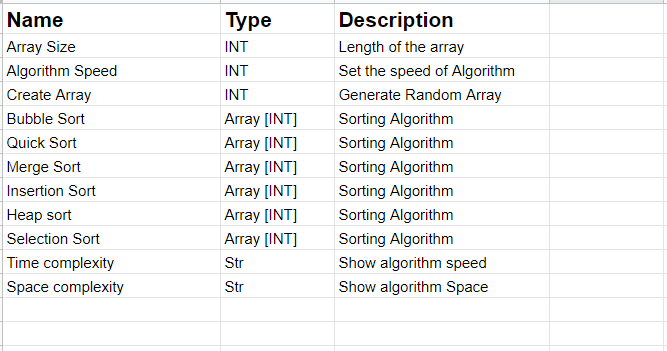 Name Type Description
Array Size INT Length of the array
Algorithm Speed INT Set the speed of Algorithm
Create Array INT Generate Random Array
Bubble Sort Array [INT] Sorting Algorithm
Quick Sort Array [INT] Sorting Algorithm
Merge Sort Array [INT] Sorting Algorithm
Insertion Sort Array [INT] Sorting Algorithm
Heap sort Array [INT] Sorting Algorithm
Selection Sort Array [INT] Sorting Algorithm
Time complexity Str Show algorithm speed
Space complexity Str Show algorithm Space